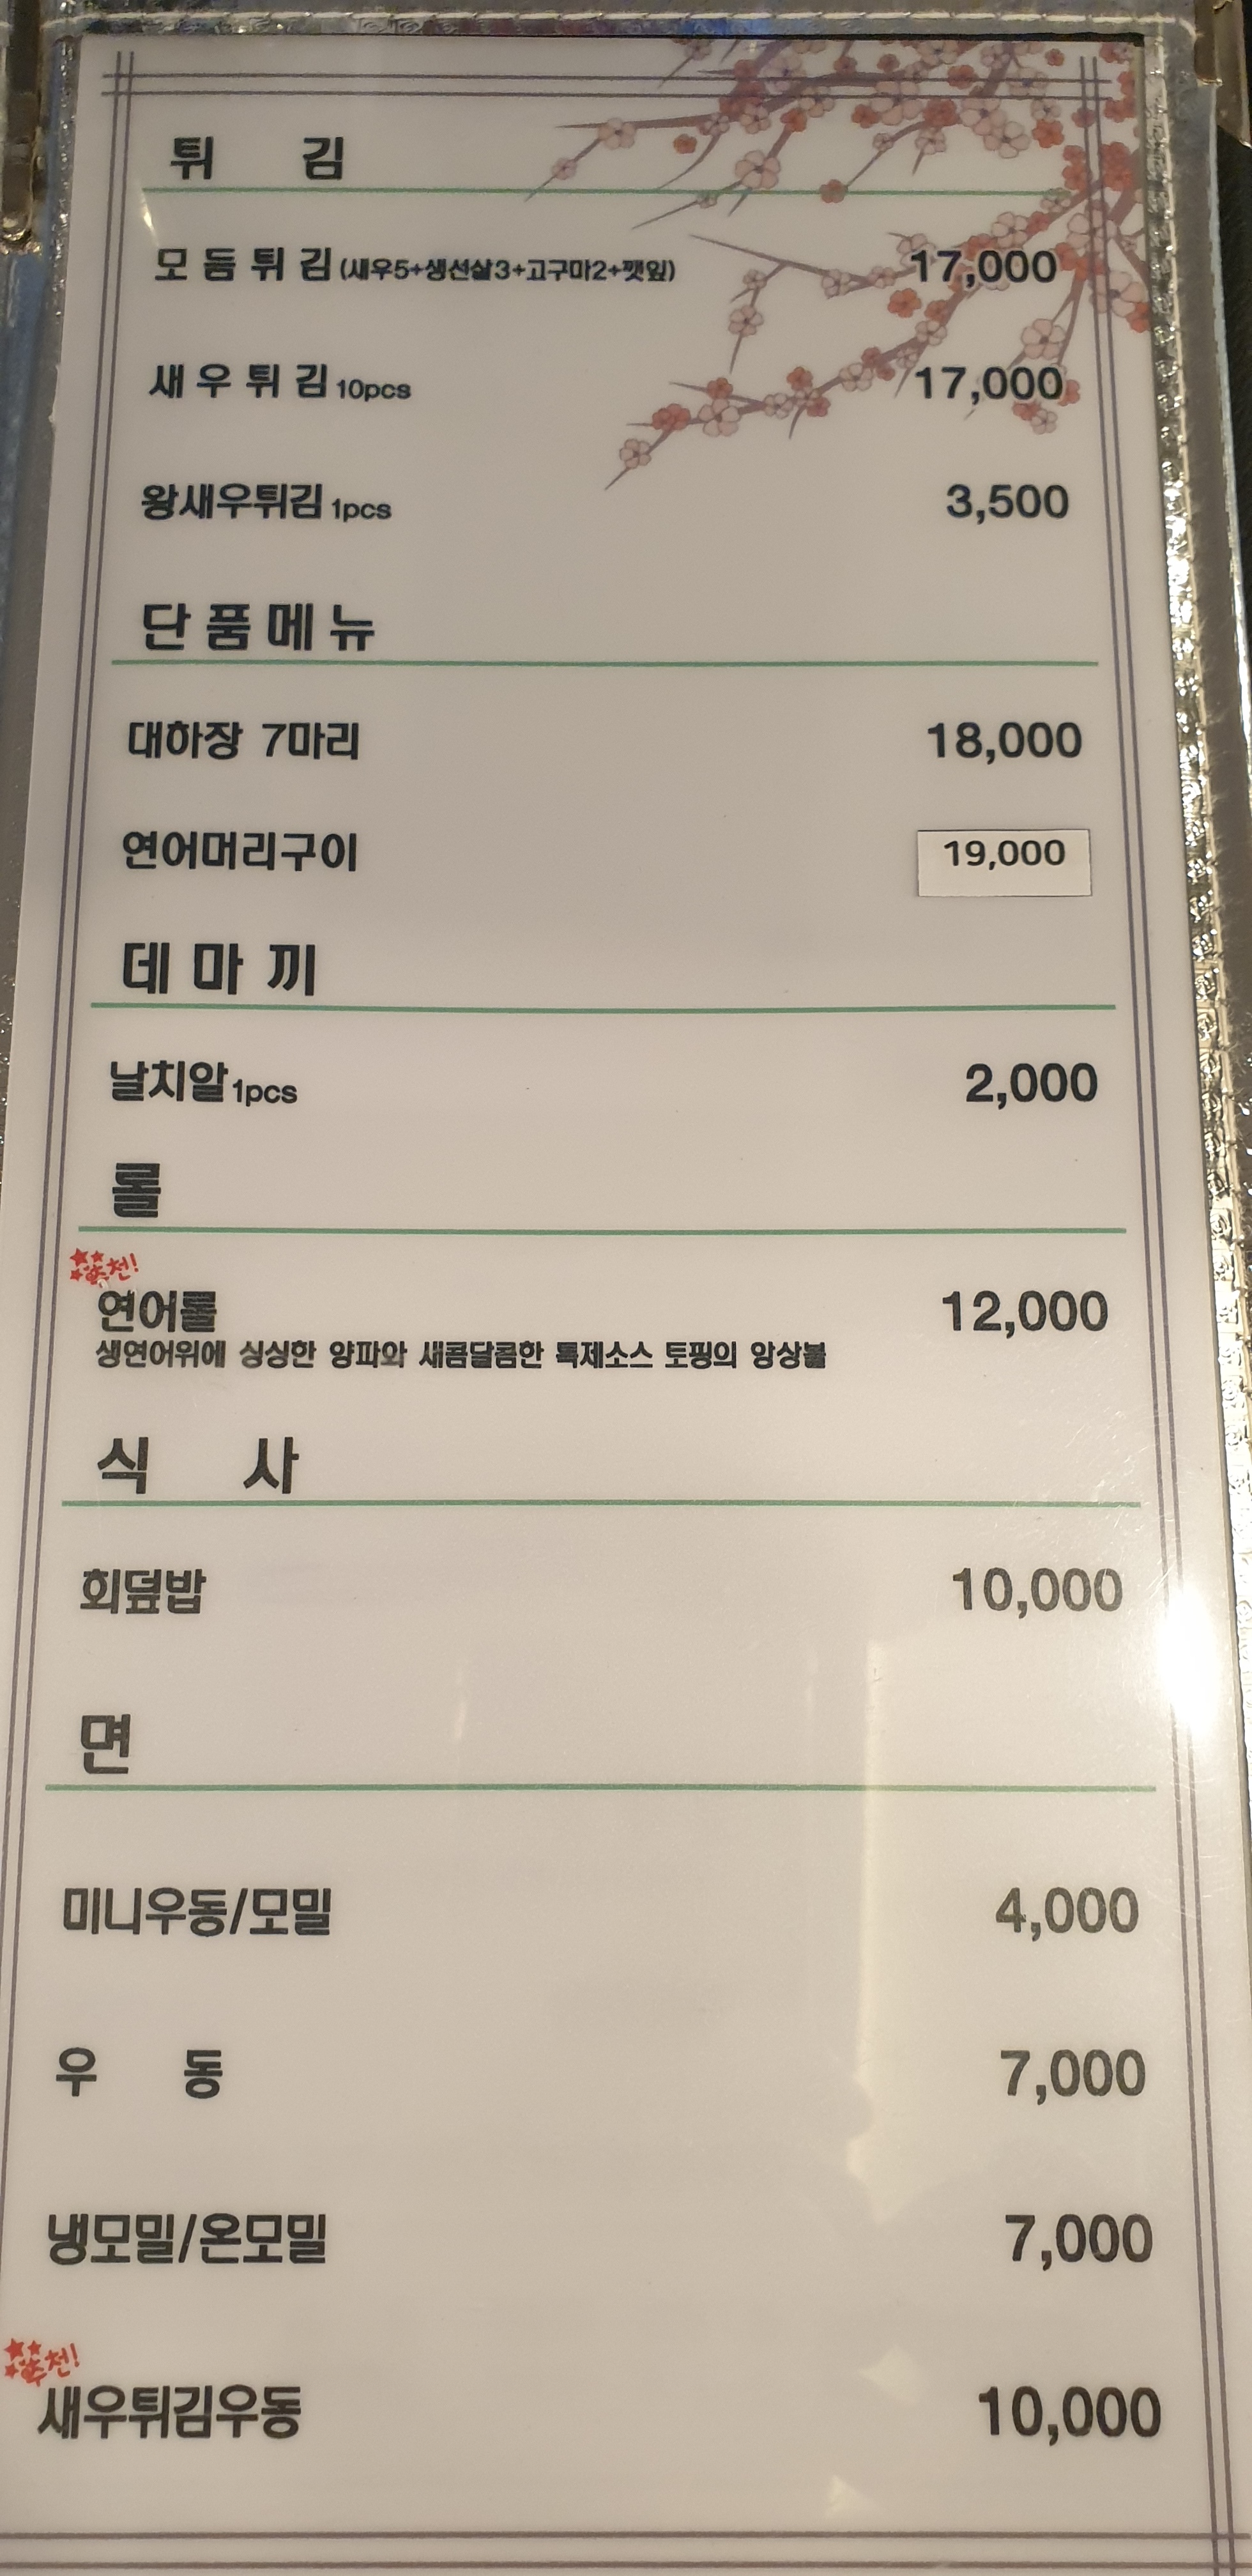 튀 김
모둠튀김 (새우5+생선살3+고구마2+깻잎) 17,000
새우튀김 10pcs 17,000
왕새우튀김 1pcs 3,500
단품메뉴
대하장 7마리 18,000
연어머리구이 19,000
데마끼
날치알 1pcs 2,000
롤
추천!
연어롤 12,000
생연어위에 싱싱한 양파와 새콤달콤한 특제소스 토핑의 앙상블
식 사
회덮밥 10,000
면
미니우동/모밀 4,000
우 동 7,000
냉모밀/온모밀 7,000
추천!
새우튀김우동 10,000